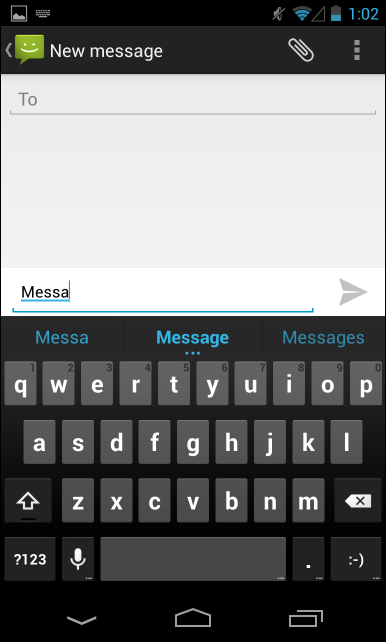 1:02
New message
To
Messa
Messa Message Messages
1 2 3 4 5 6 7 8 9 0
q w e r t y u i o p
a s d f g h j k l
z x c v b n m
?123 . :-)